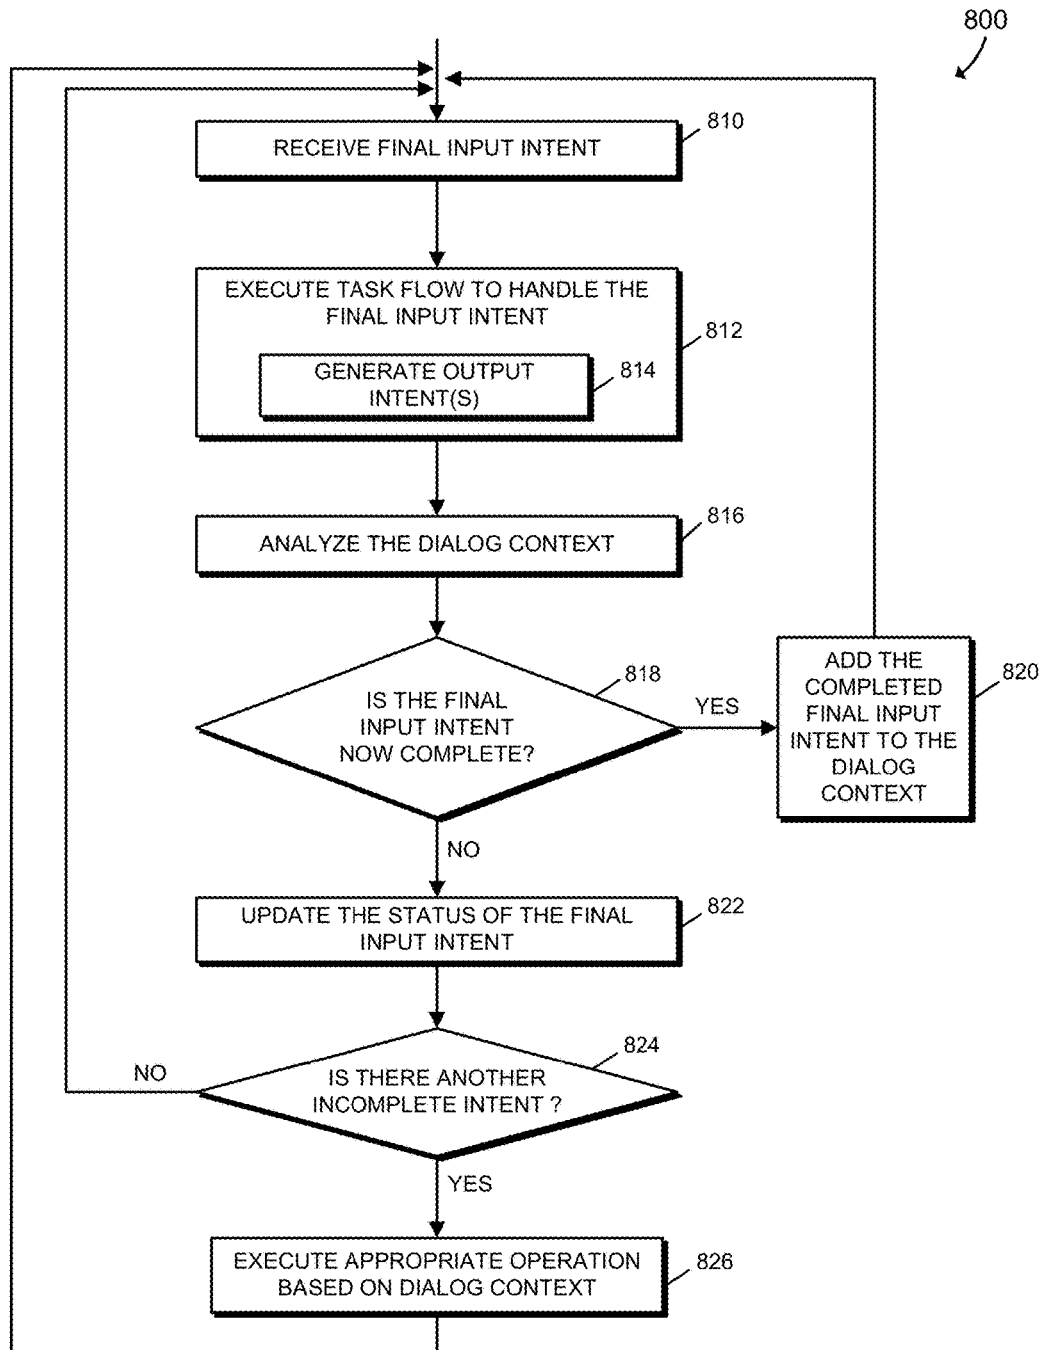 800
RECEIVE FINAL INPUT INTENT
810
EXECUTE TASK FLOW TO HANDLE THE
FINAL INPUT INTENT
812
GENERATE OUTPUT
INTENT(S)
814
ANALYZE THE DIALOG CONTEXT
816
IS THE FINAL
INPUT INTENT
NOW COMPLETE?
818
YES
ADD THE
COMPLETED
FINAL INPUT
INTENT TO THE
DIALOG
CONTEXT
820
NO
UPDATE THE STATUS OF THE FINAL
INPUT INTENT
822
IS THERE ANOTHER
INCOMPLETE INTENT ?
824
NO
YES
EXECUTE APPROPRIATE OPERATION
BASED ON DIALOG CONTEXT
826